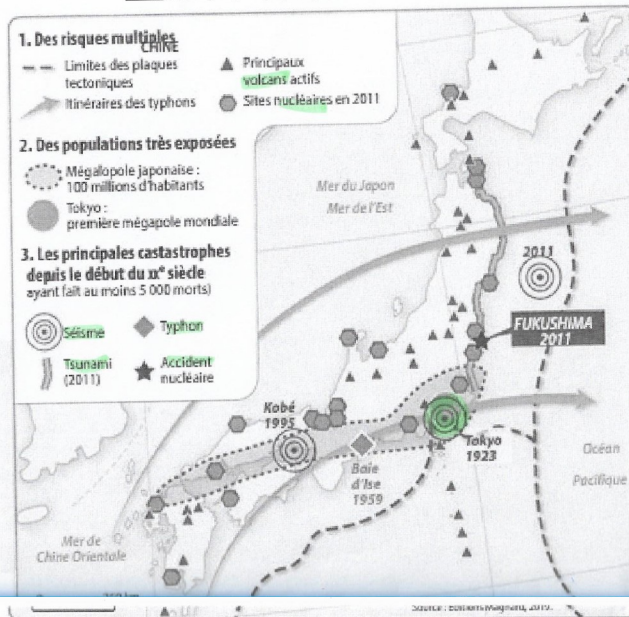 1. Des risques multiples
CHINE
Limites des plaques
tectoniques
Itinéraires des typhons
Principaux
volcans actifs
Sites nucléaires en 2011
2. Des populations très exposées
Mégalopole japonaise :
100 millions d'habitants
Tokyo :
première mégapole mondiale
3. Les principales castastrophes
depuis le début du XXe siècle
ayant fait au moins 5 000 morts)
Séisme
Typhon
Tsunami
(2011)
Accident
nucléaire
Mer du Japon
Mer de l'Est
2011
FUKUSHIMA
2011
Kobé
1995
Tokyo
1923
Baie
d'Ise
1959
Océan
Pacifique
Mer de
Chine Orientale
Source : Éditions Magnard, 2019.